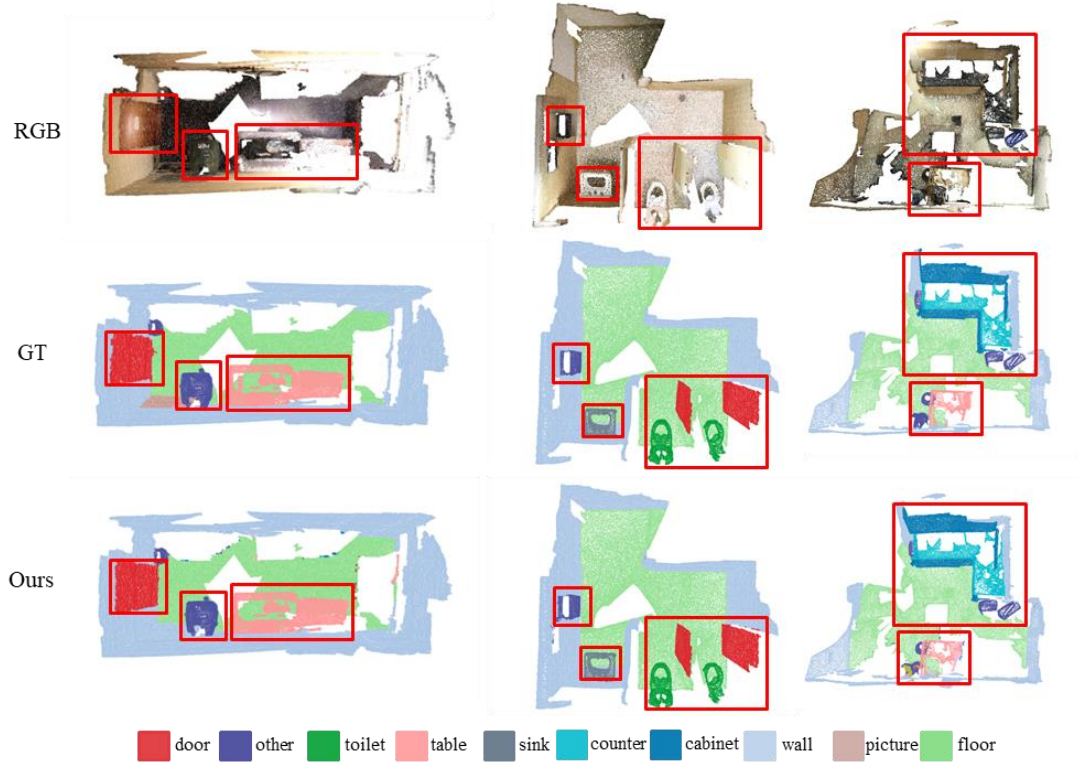 RGB
GT
Ours
door other toilet table sink counter cabinet wall picture floor